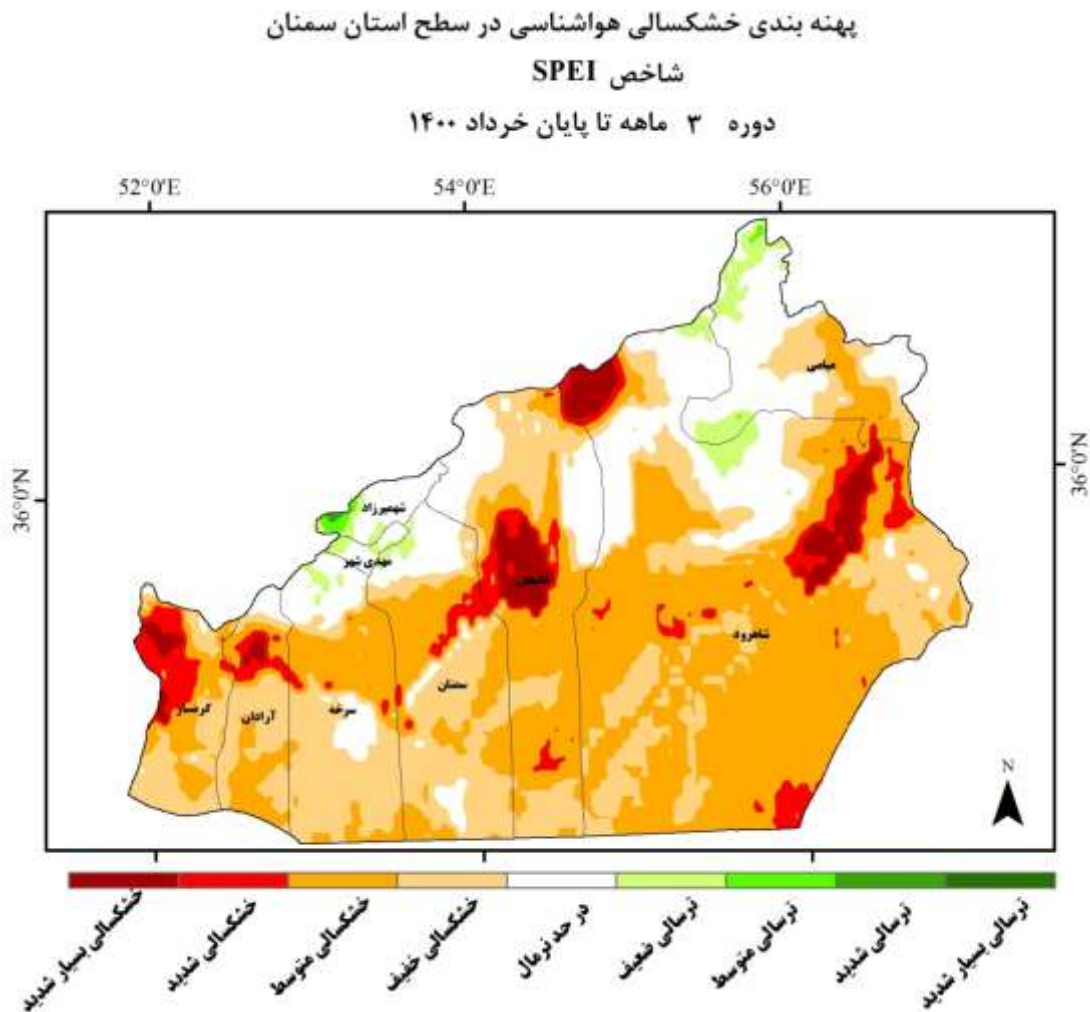 پهنه بندی خشکسالی هواشناسی در سطح استان سمنان
شاخص SPEI
دوره ۳ ماهه تا پایان خرداد ۱۴۰۰
52°0'E 54°0'E 56°0'E
36°0'N
36°0'N
میامی
شهمیرزاد
مهدی شهر
دامغان
شاهرود
سمنان
سرخه
آرادان
گرمسار
N
خشکسالی بسیار شدید
خشکسالی شدید
خشکسالی متوسط
خشکسالی خفیف
در حد نرمال
ترسالی ضعیف
ترسالی متوسط
ترسالی شدید
ترسالی بسیار شدید